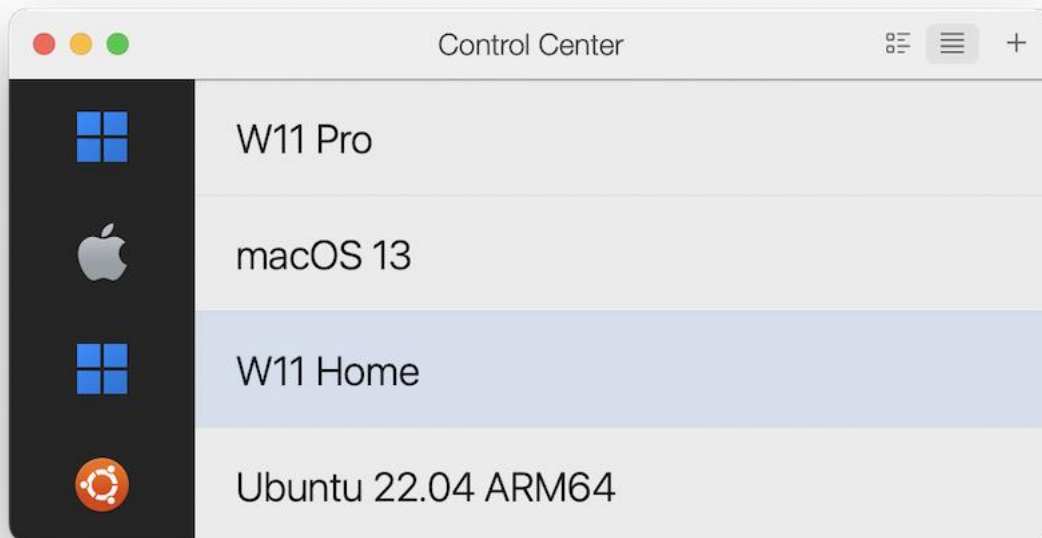 Control Center
W11 Pro
macOS 13
W11 Home
Ubuntu 22.04 ARM64